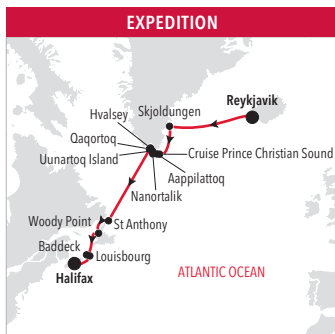 EXPEDITION
Reykjavik
Skjoldungen
Hvalsey
Qaqortoq
Uunartoq Island
Cruise Prince Christian Sound
Aappilattoq
Nanortalik
Woody Point
St Anthony
Baddeck
Louisbourg
Halifax
ATLANTIC OCEAN